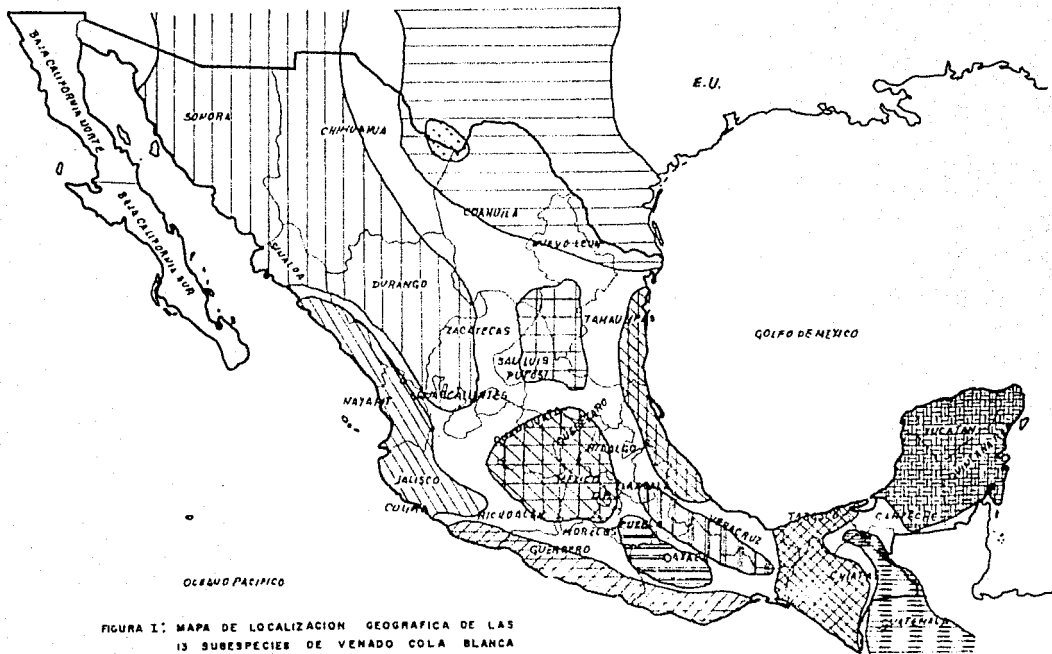 E.U.
BAJA CALIFORNIA NORTE
SONORA
CHIHUAHUA
BAJA CALIFORNIA SUR
COAHUILA
NUEVO LEON
SINALOA
DURANGO
ZACATECAS
TAMAULIPAS
GOLFO DE MEXICO
SAN LUIS
POTOSI
NAYARIT
QUERETARO
HIDALGO
YUCATAN
JALISCO
MEXICO
D.F.
COLIMA
MICHOACAN
MORELOS
PUEBLA
VERACRUZ
TABASCO
CAMPECHE
GUERRERO
OAXACA
CHIAPAS
GUATEMALA
OCEANO PACIFICO
FIGURA I: MAPA DE LOCALIZACION GEOGRAFICA DE LAS
13 SUBESPECIES DE VENADO COLA BLANCA